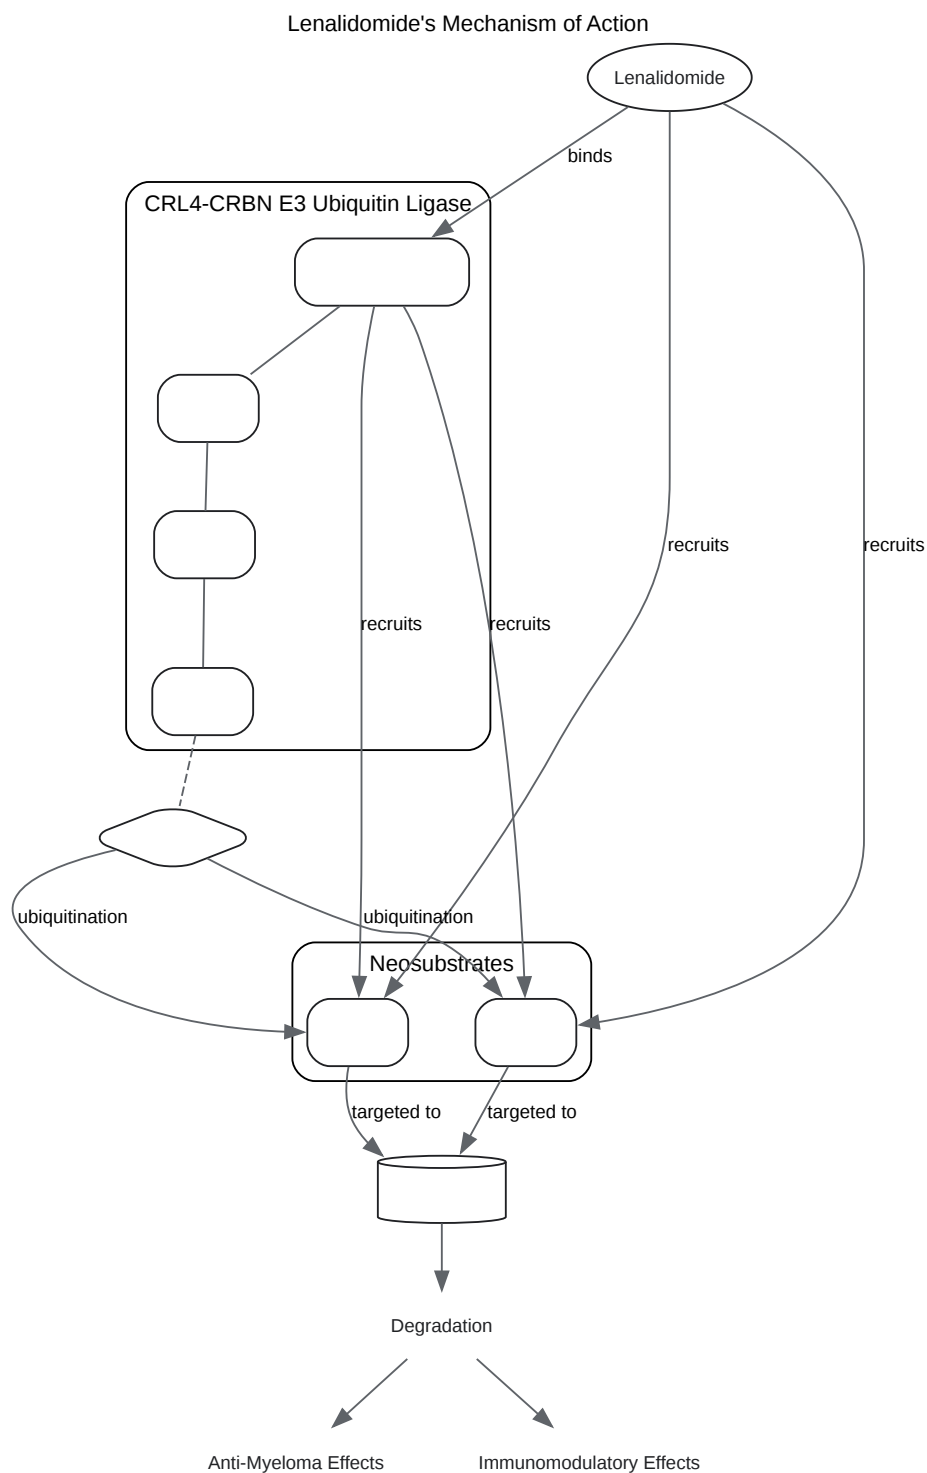 Lenalidomide's Mechanism of Action
Lenalidomide
binds
CRL4-CRBN E3 Ubiquitin Ligase
recruits
recruits
recruits
recruits
ubiquitination
ubiquitination
Neosubstrates
targeted to
targeted to
Degradation
Anti-Myeloma Effects
Immunomodulatory Effects